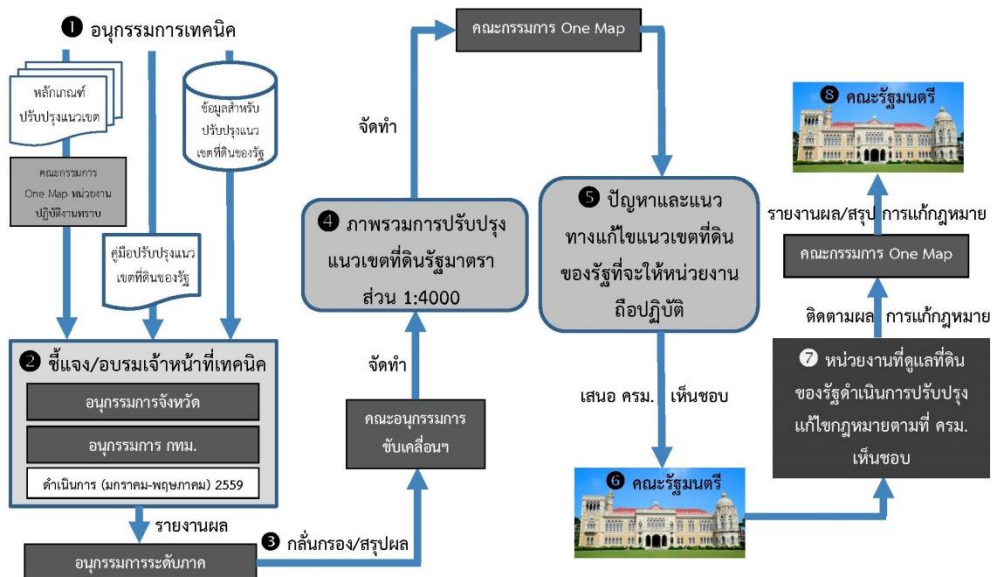 ❶ อนุกรรมการเทคนิค
หลักเกณฑ์
ปรับปรุงแนวเขต
คณะกรรมการ
One Map หน่วยงาน
ปฏิบัติงานทราบ
คู่มือปรับปรุงแนว
เขตที่ดินของรัฐ
ข้อมูลสำหรับ
ปรับปรุงแนว
เขตที่ดินของรัฐ
❷ ชี้แจง/อบรมเจ้าหน้าที่เทคนิค
อนุกรรมการจังหวัด
อนุกรรมการ กทม.
ดำเนินการ (มกราคม-พฤษภาคม) 2559
รายงานผล
อนุกรรมการระดับภาค
❸ กลั่นกรอง/สรุปผล
คณะอนุกรรมการ
ขับเคลื่อนฯ
จัดทำ
❹ ภาพรวมการปรับปรุง
แนวเขตที่ดินรัฐมาตรา
ส่วน 1:4000
จัดทำ
คณะกรรมการ One Map
❺ ปัญหาและแนว
ทางแก้ไขแนวเขตที่ดิน
ของรัฐที่จะให้หน่วยงาน
ถือปฏิบัติ
เสนอ ครม. เห็นชอบ
❻ คณะรัฐมนตรี
❼ หน่วยงานที่ดูแลที่ดิน
ของรัฐดำเนินการปรับปรุง
แก้ไขกฎหมายตามที่ ครม.
เห็นชอบ
ติดตามผล การแก้กฎหมาย
คณะกรรมการ One Map
รายงานผล/สรุป การแก้กฎหมาย
❽ คณะรัฐมนตรี